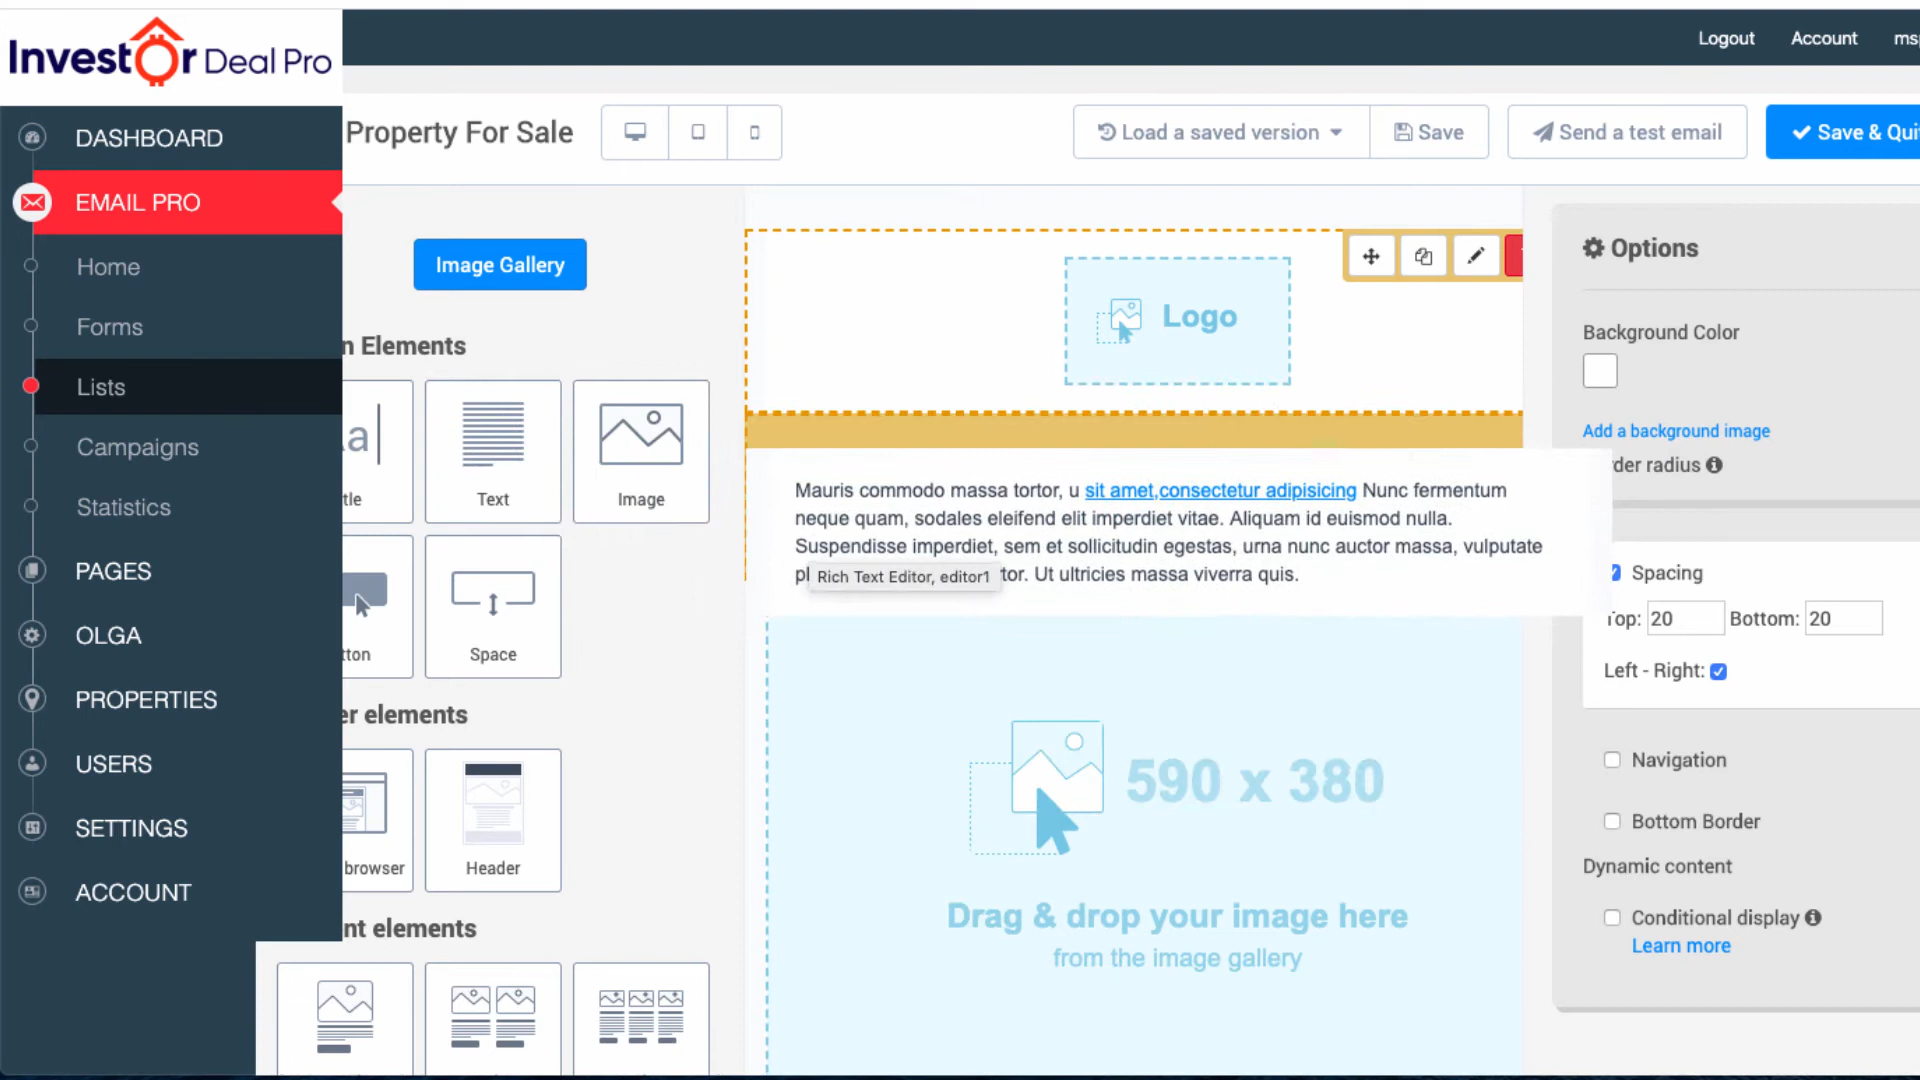 InvestOr Deal Pro
Logout Account
DASHBOARD
EMAIL PRO
Home
Forms
Lists
Campaigns
Statistics
PAGES
OLGA
PROPERTIES
USERS
SETTINGS
ACCOUNT
Property For Sale
Load a saved version
Save
Send a test email
Save & Qui
Image Gallery
n Elements
a
tle
Text
Image
tton
Space
er elements
browser
Header
nt elements
Logo
Mauris commodo massa tortor, u sit amet,consectetur adipisicing Nunc fermentum
neque quam, sodales eleifend elit imperdiet vitae. Aliquam id euismod nulla.
Suspendisse imperdiet, sem et sollicitudin egestas, urna nunc auctor massa, vulputate
Rich Text Editor, editor1 tor. Ut ultricies massa viverra quis.
590 x 380
Drag & drop your image here
from the image gallery
Options
Background Color
Add a background image
der radius
Spacing
Top: 20 Bottom: 20
Left - Right:
Navigation
Bottom Border
Dynamic content
Conditional display
Learn more